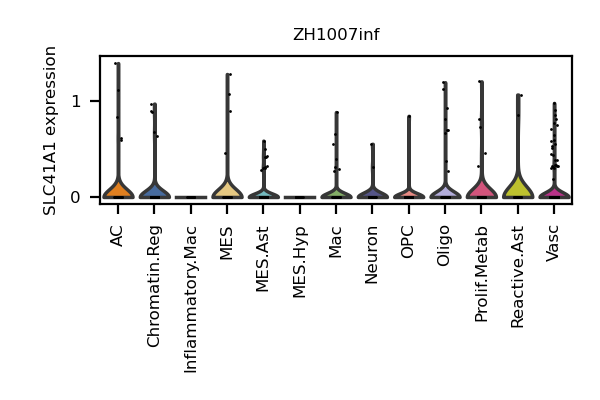 ZH1007inf
SLC41A1 expression
1
0
AC
Chromatin.Reg
Inflammatory.Mac
MES
MES.Ast
MES.Hyp
Mac
Neuron
OPC
Oligo
Prolif.Metab
Reactive.Ast
Vasc